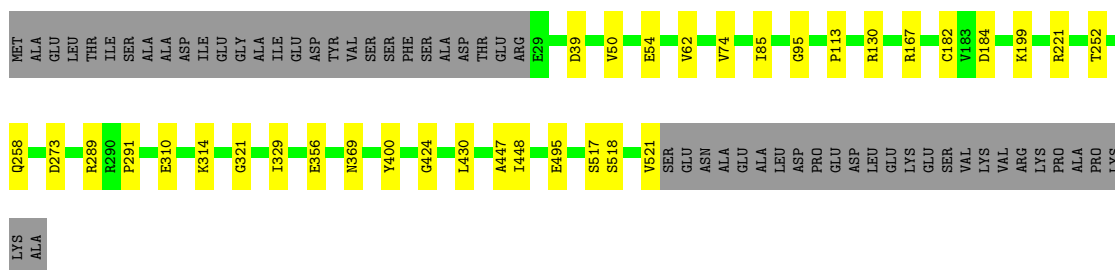 MET ALA GLU LEU THR ILE SER ALA ALA ASP ILE GLU GLY ALA ILE GLU ASP TYR VAL SER SER PHE SER ALA ASP THR GLU ARG E29 D39 V50 E54 V62 V74 I85 G95 P113 R130 R167 C182 V183 D184 K199 R221 T252
Q258 D273 R289 R290 P291 E310 K314 G321 I329 E356 N369 Y400 G424 L430 A447 I448 E495 S517 S518 V521 SER GLU ASN ALA GLU ALA LEU ASP PRO GLU ASP LEU GLU LYS GLU SER VAL LYS VAL ARG LYS PRO ALA PRO LYS
LYS ALA